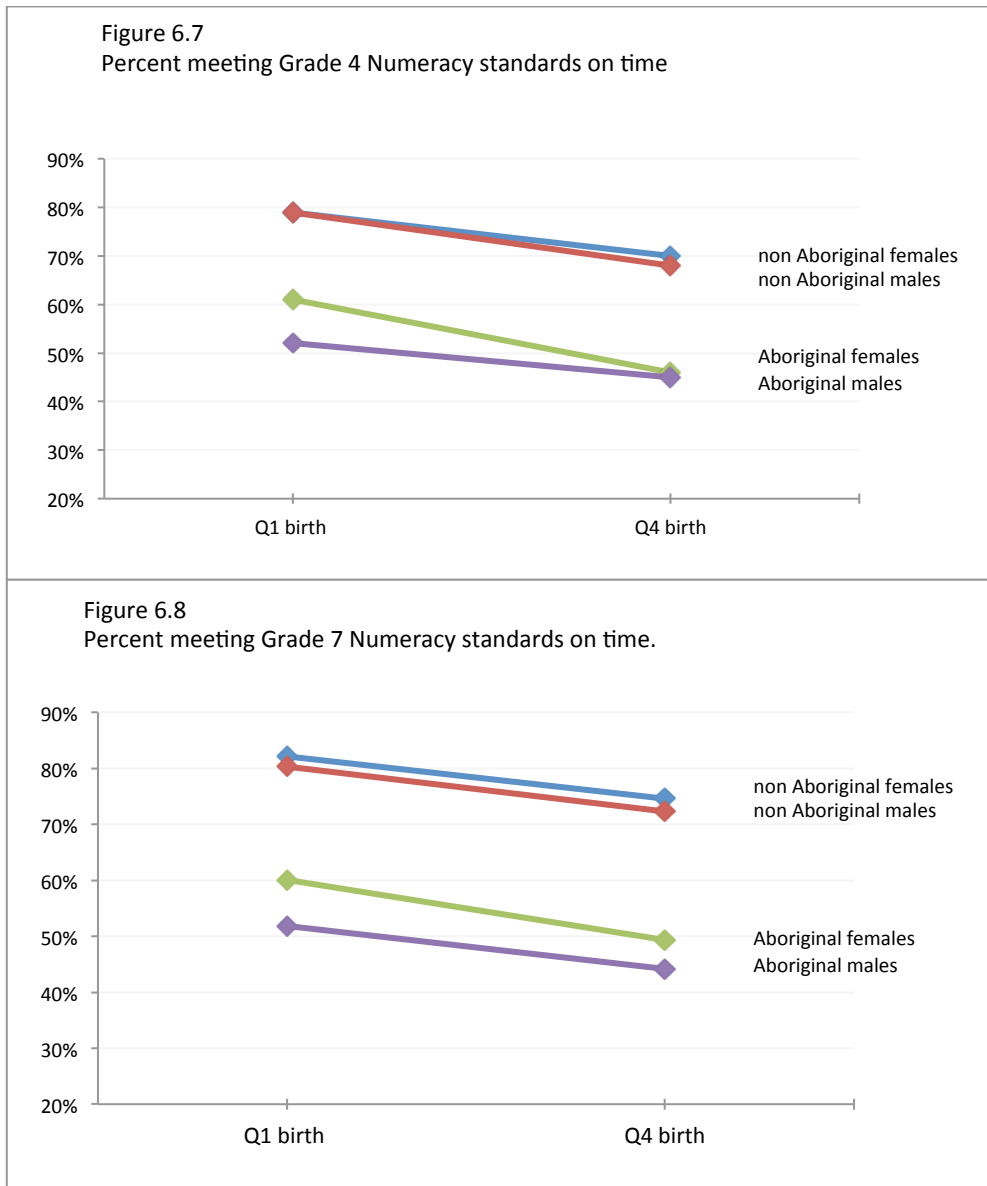 Figure 6.7
Percent meeting Grade 4 Numeracy standards on time
90%
80%
70%
60%
50%
40%
30%
20%
non Aboriginal females
non Aboriginal males
Aboriginal females
Aboriginal males
Q1 birth
Q4 birth
Figure 6.8
Percent meeting Grade 7 Numeracy standards on time.
90%
80%
70%
60%
50%
40%
30%
20%
non Aboriginal females
non Aboriginal males
Aboriginal females
Aboriginal males
Q1 birth
Q4 birth